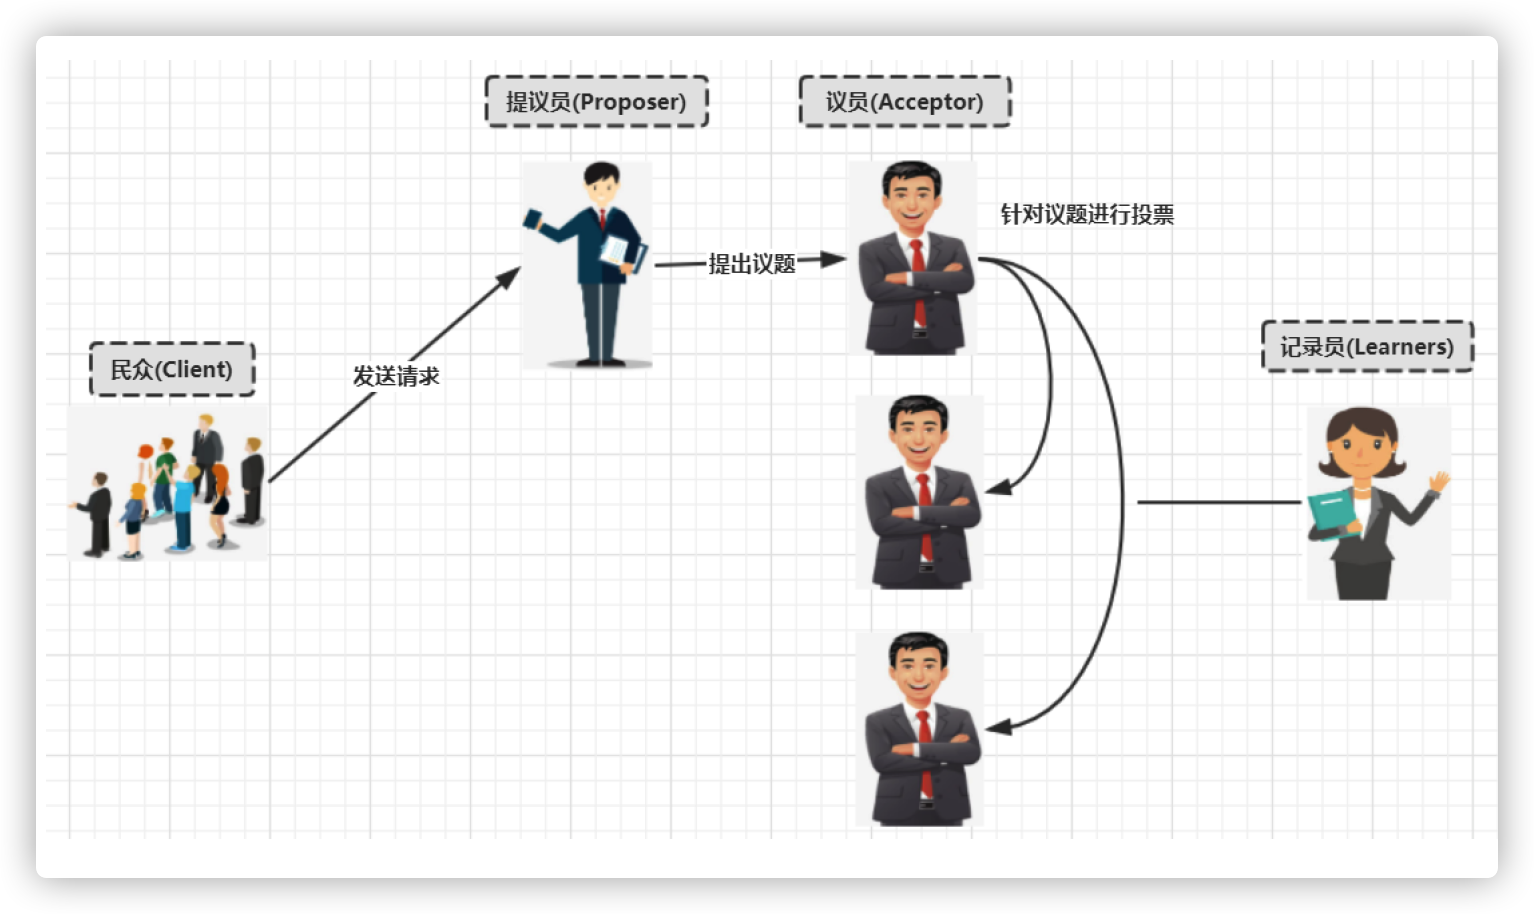 提议员(Proposer)
议员(Acceptor)
针对议题进行投票
提出议题
记录员(Learners)
民众(Client)
发送请求